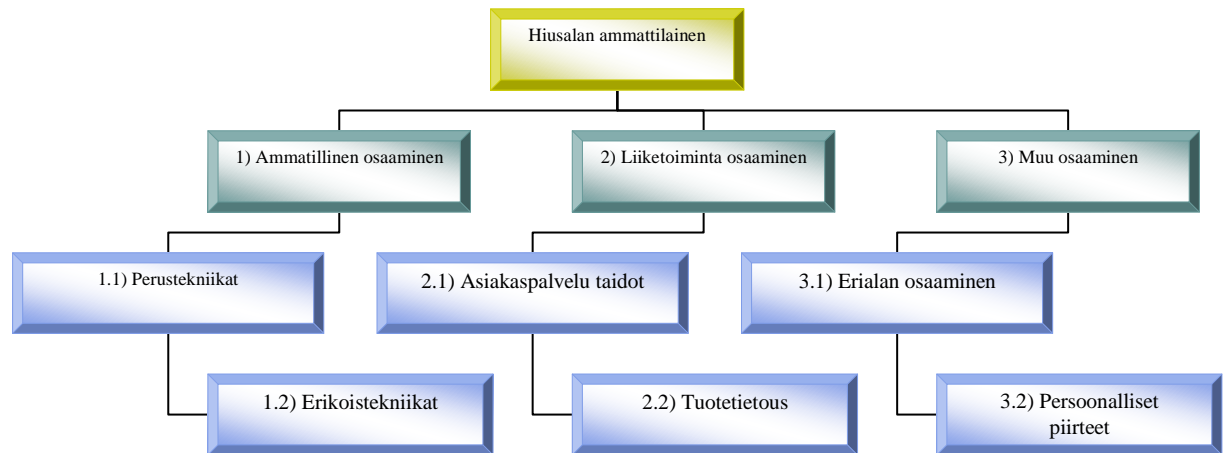 Hiusalan ammattilainen
1) Ammatillinen osaaminen
2) Liiketoiminta osaaminen
3) Muu osaaminen
1.1) Perustekniikat
2.1) Asiakaspalvelu taidot
3.1) Erialan osaaminen
1.2) Erikoistekniikat
2.2) Tuotetietous
3.2) Persoonalliset
piirteet